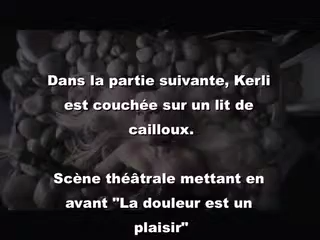 Dans la partie suivante, Kerli
est couchée sur un lit de
cailloux.
Scène théâtrale mettant en
avant "La douleur est un
plaisir"